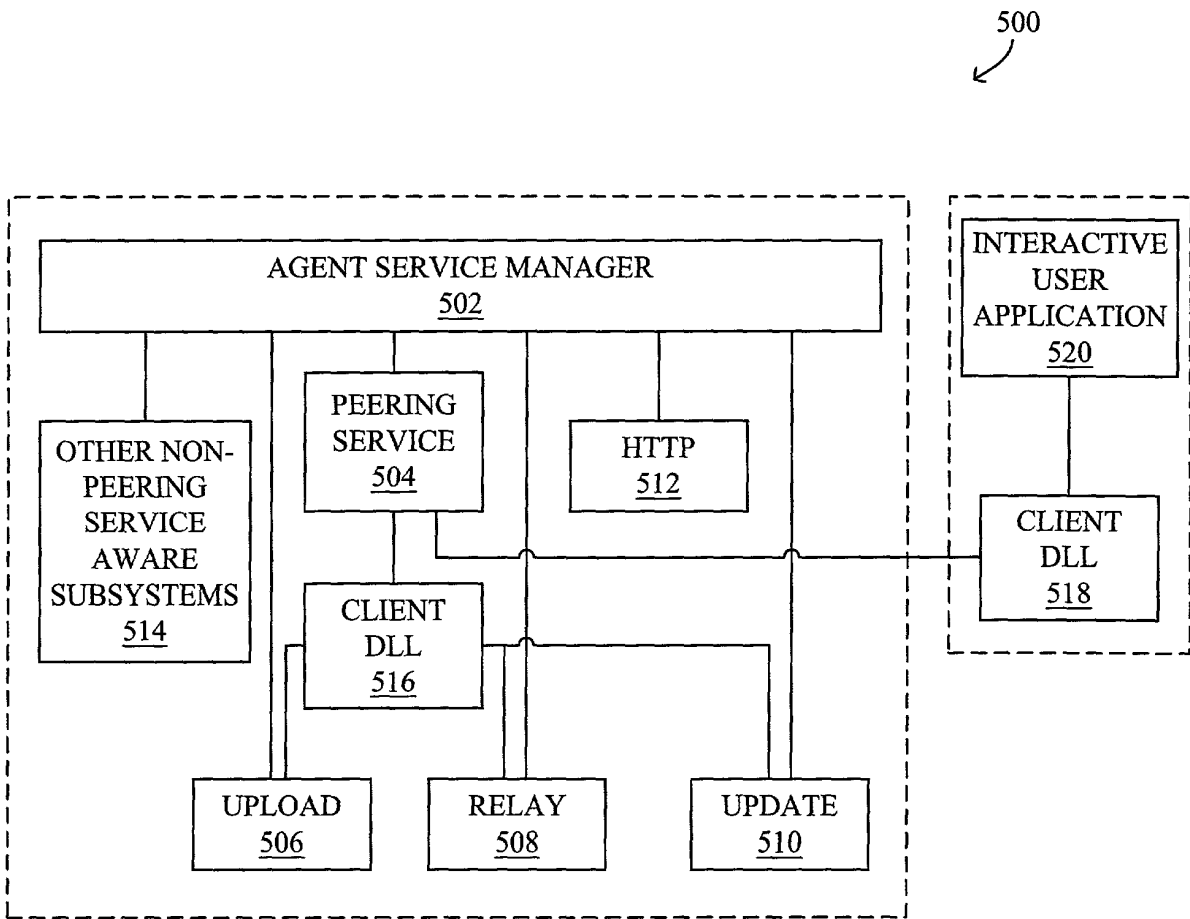 500
AGENT SERVICE MANAGER
502
INTERACTIVE
USER
APPLICATION
520
PEERING
SERVICE
504
HTTP
512
OTHER NON-
PEERING
SERVICE
AWARE
SUBSYSTEMS
514
CLIENT
DLL
516
CLIENT
DLL
518
UPLOAD
506
RELAY
508
UPDATE
510